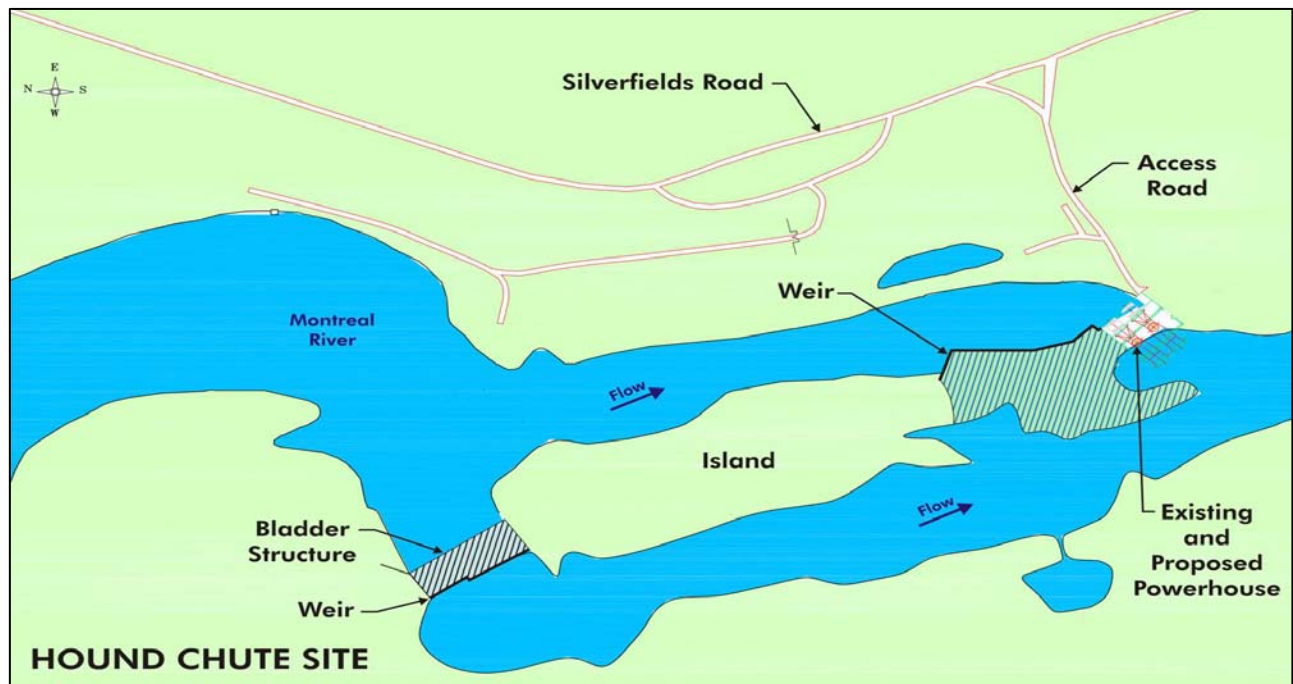 E
N S
W
Silverfields Road
Access
Road
Weir
Montreal
River
Flow
Island
Flow
Bladder
Structure
Existing
and
Proposed
Powerhouse
Weir
HOUND CHUTE SITE